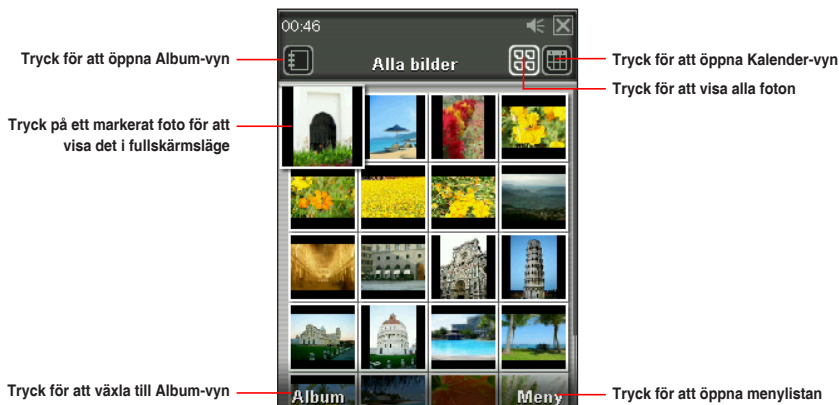 00:46
Tryck för att öppna Album-vyn
Alla bilder
Tryck för att öppna Kalender-vyn
Tryck för att visa alla foton
Tryck på ett markerat foto för att
visa det i fullskärmsläge
Tryck för att växla till Album-vyn
Album
Meny
Tryck för att öppna menylistan